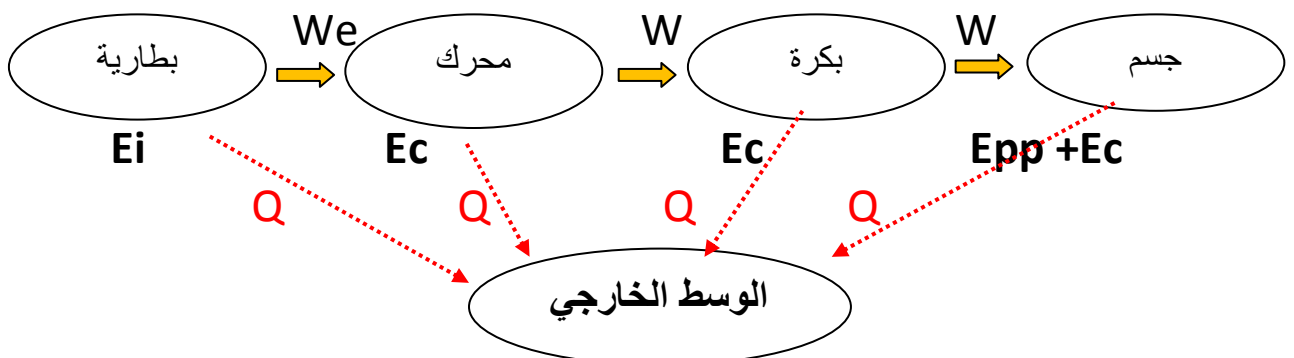 We W W
بطارية محرك بكرة جسم
Ei Ec Ec Epp +Ec
Q Q Q Q
الوسط الخارجي